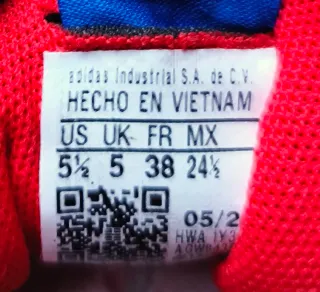 adidas Industrial S.A. de C.V.
HECHO EN VIETNAM
US UK FR MX
5½ 5 38 24½
05/2